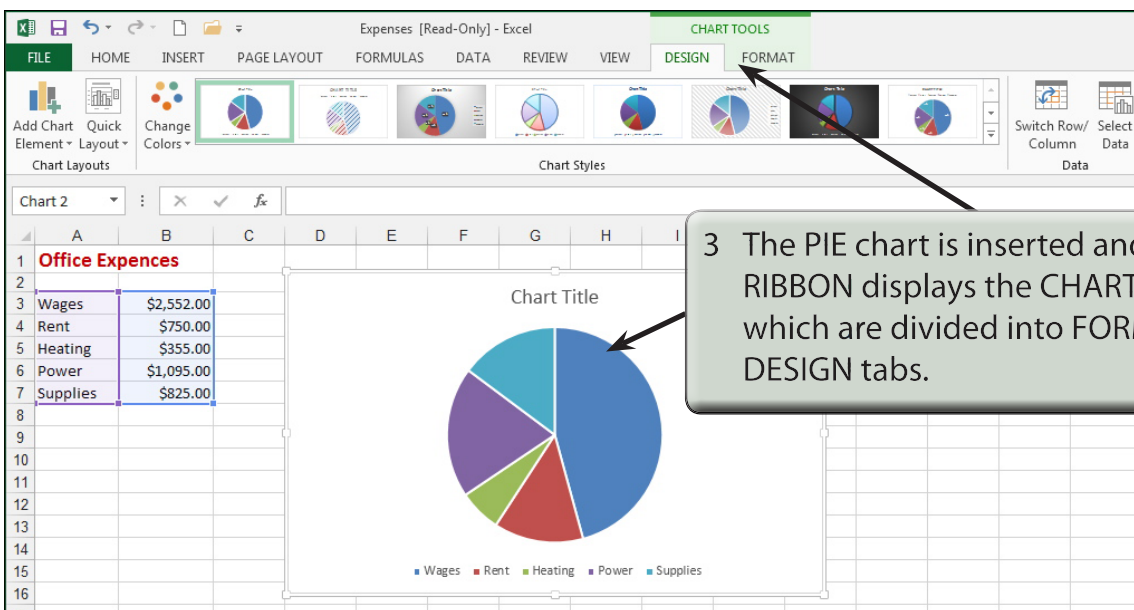 Expenses [Read-Only] - Excel
CHART TOOLS
FILE HOME INSERT PAGE LAYOUT FORMULAS DATA REVIEW VIEW DESIGN FORMAT
Add Chart Element
Quick Layout
Change Colors
Switch Row/ Column
Select Data
Chart Layouts
Chart Styles
Data
Chart 2
fx
A B C D E F G H I
1 Office Expences
2
3 Wages $2,552.00
4 Rent $750.00
5 Heating $355.00
6 Power $1,095.00
7 Supplies $825.00
8
9
10
11
12
13
14
15
16
Chart Title
Wages Rent Heating Power Supplies
3 The PIE chart is inserted
RIBBON displays the CHART
which are divided into
DESIGN tabs.